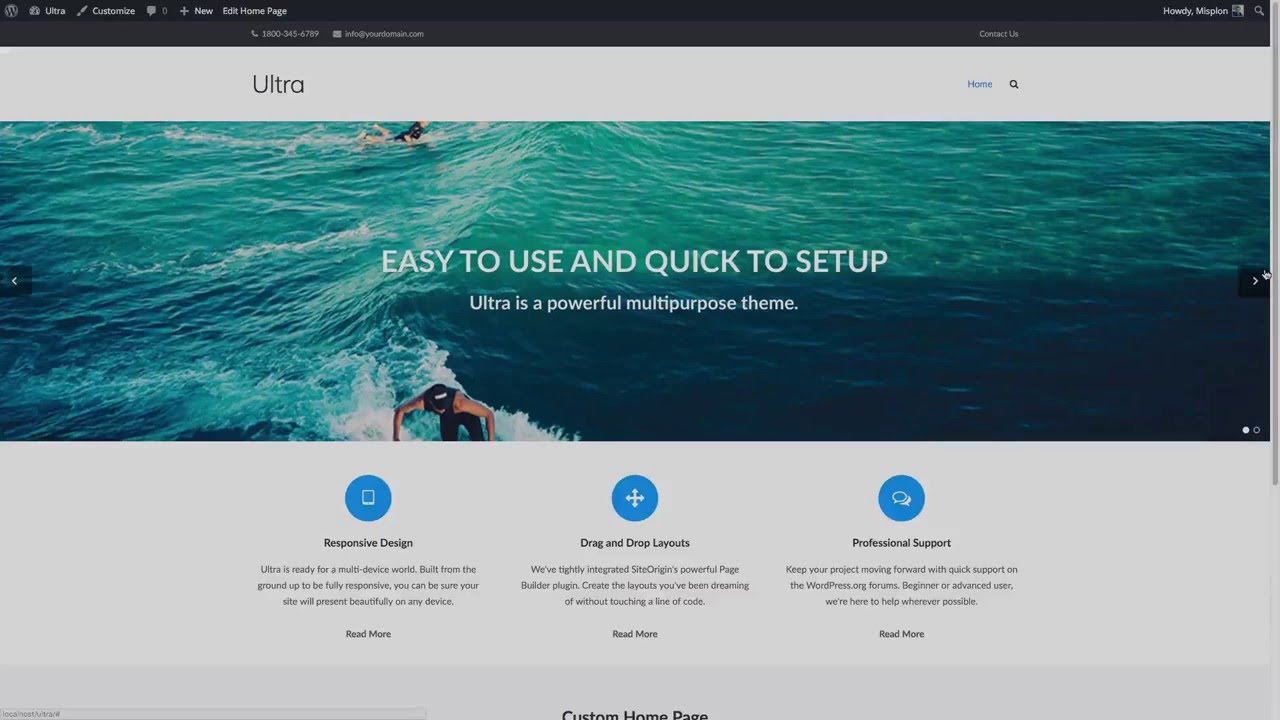 Ultra
Customize
0
New
Edit Home Page
Howdy, Misplon
1800-345-6789
info@yourdomain.com
Contact Us
Ultra
Home
EASY TO USE AND QUICK TO SETUP
Ultra is a powerful multipurpose theme.
Responsive Design
Ultra is ready for a multi-device world. Built from the
ground up to be fully responsive, you can be sure your
site will present beautifully on any device.
Read More
Drag and Drop Layouts
We've tightly integrated SiteOrigin's powerful Page
Builder plugin. Create the layouts you've been dreaming
of without touching a line of code.
Read More
Professional Support
Keep your project moving forward with quick support on
the WordPress.org forums. Beginner or advanced user,
we're here to help wherever possible.
Read More
Custom Home Page
localhost/ultra/#